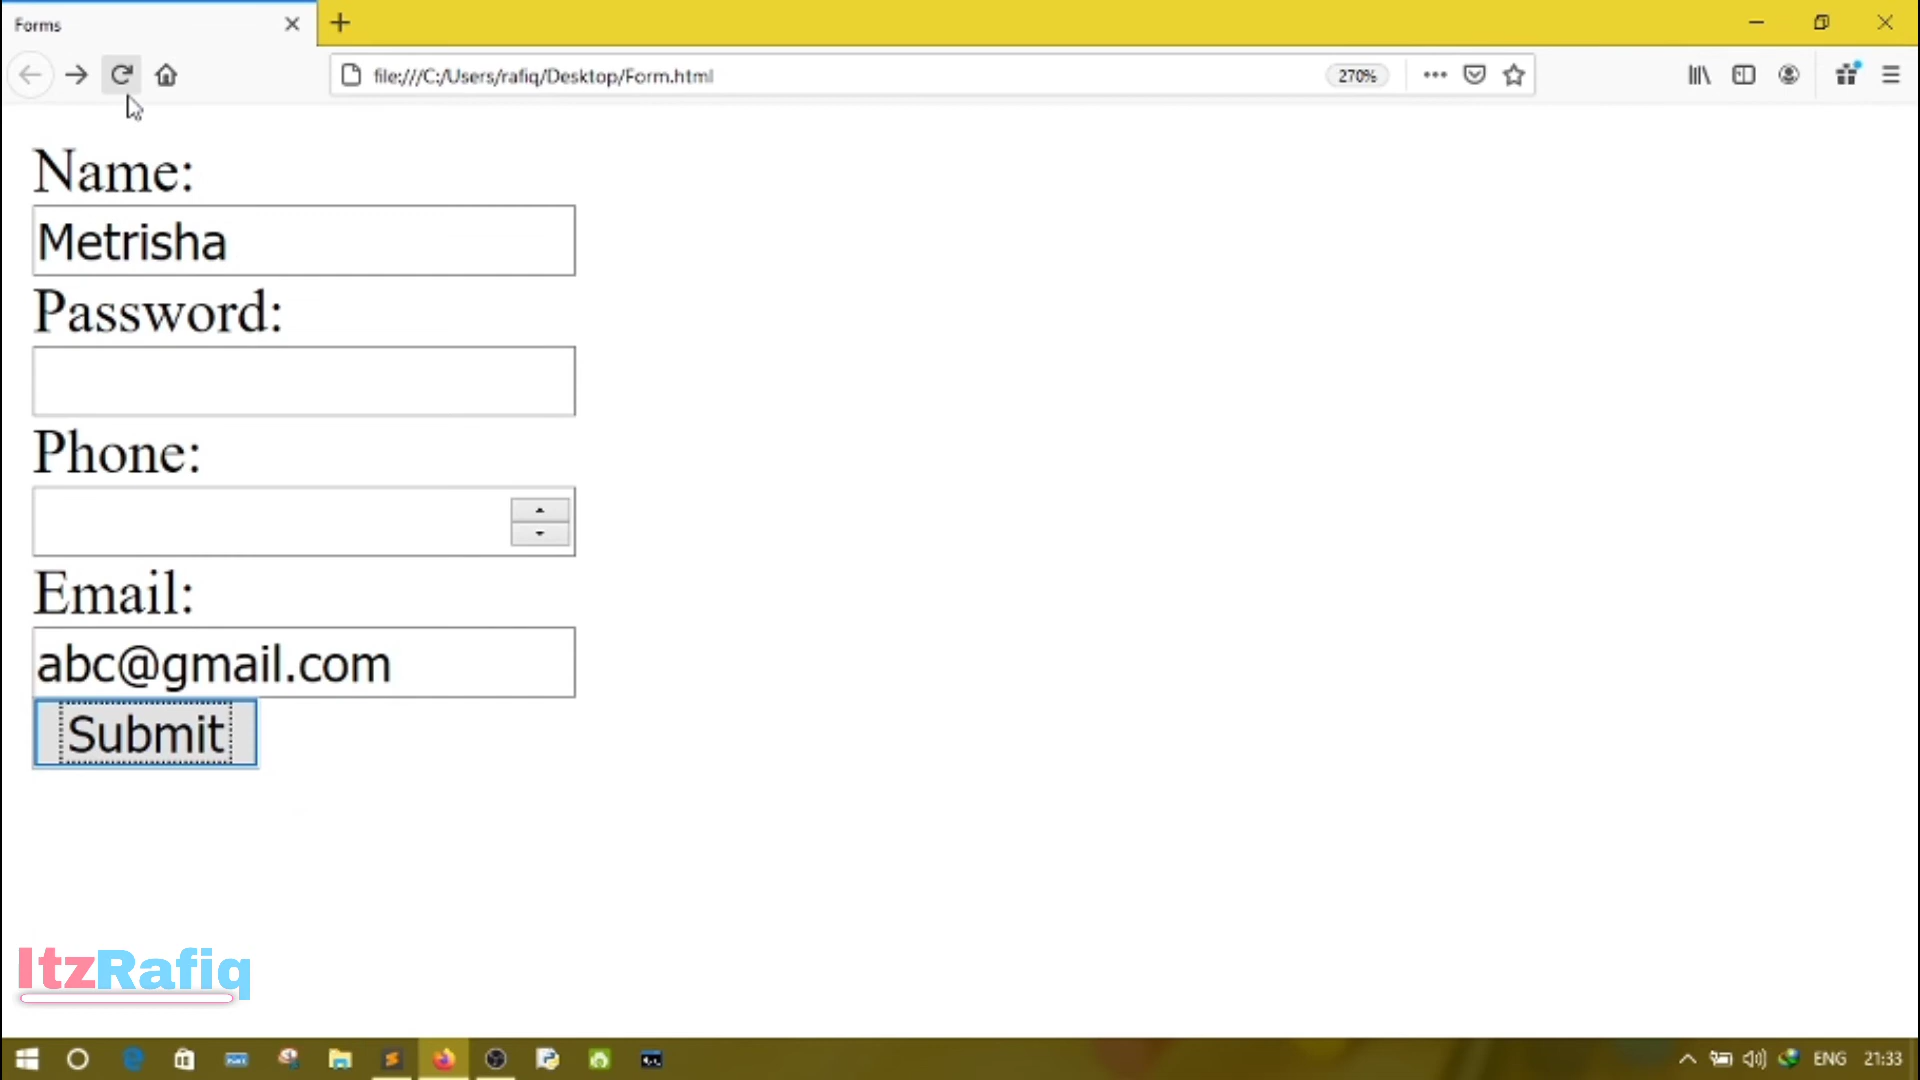 Forms
file:///C:/Users/rafiq/Desktop/Form.html
270%
Name:
Metrisha
Password:
Phone:
Email:
abc@gmail.com
Submit
ItzRafiq
ENG
21:33